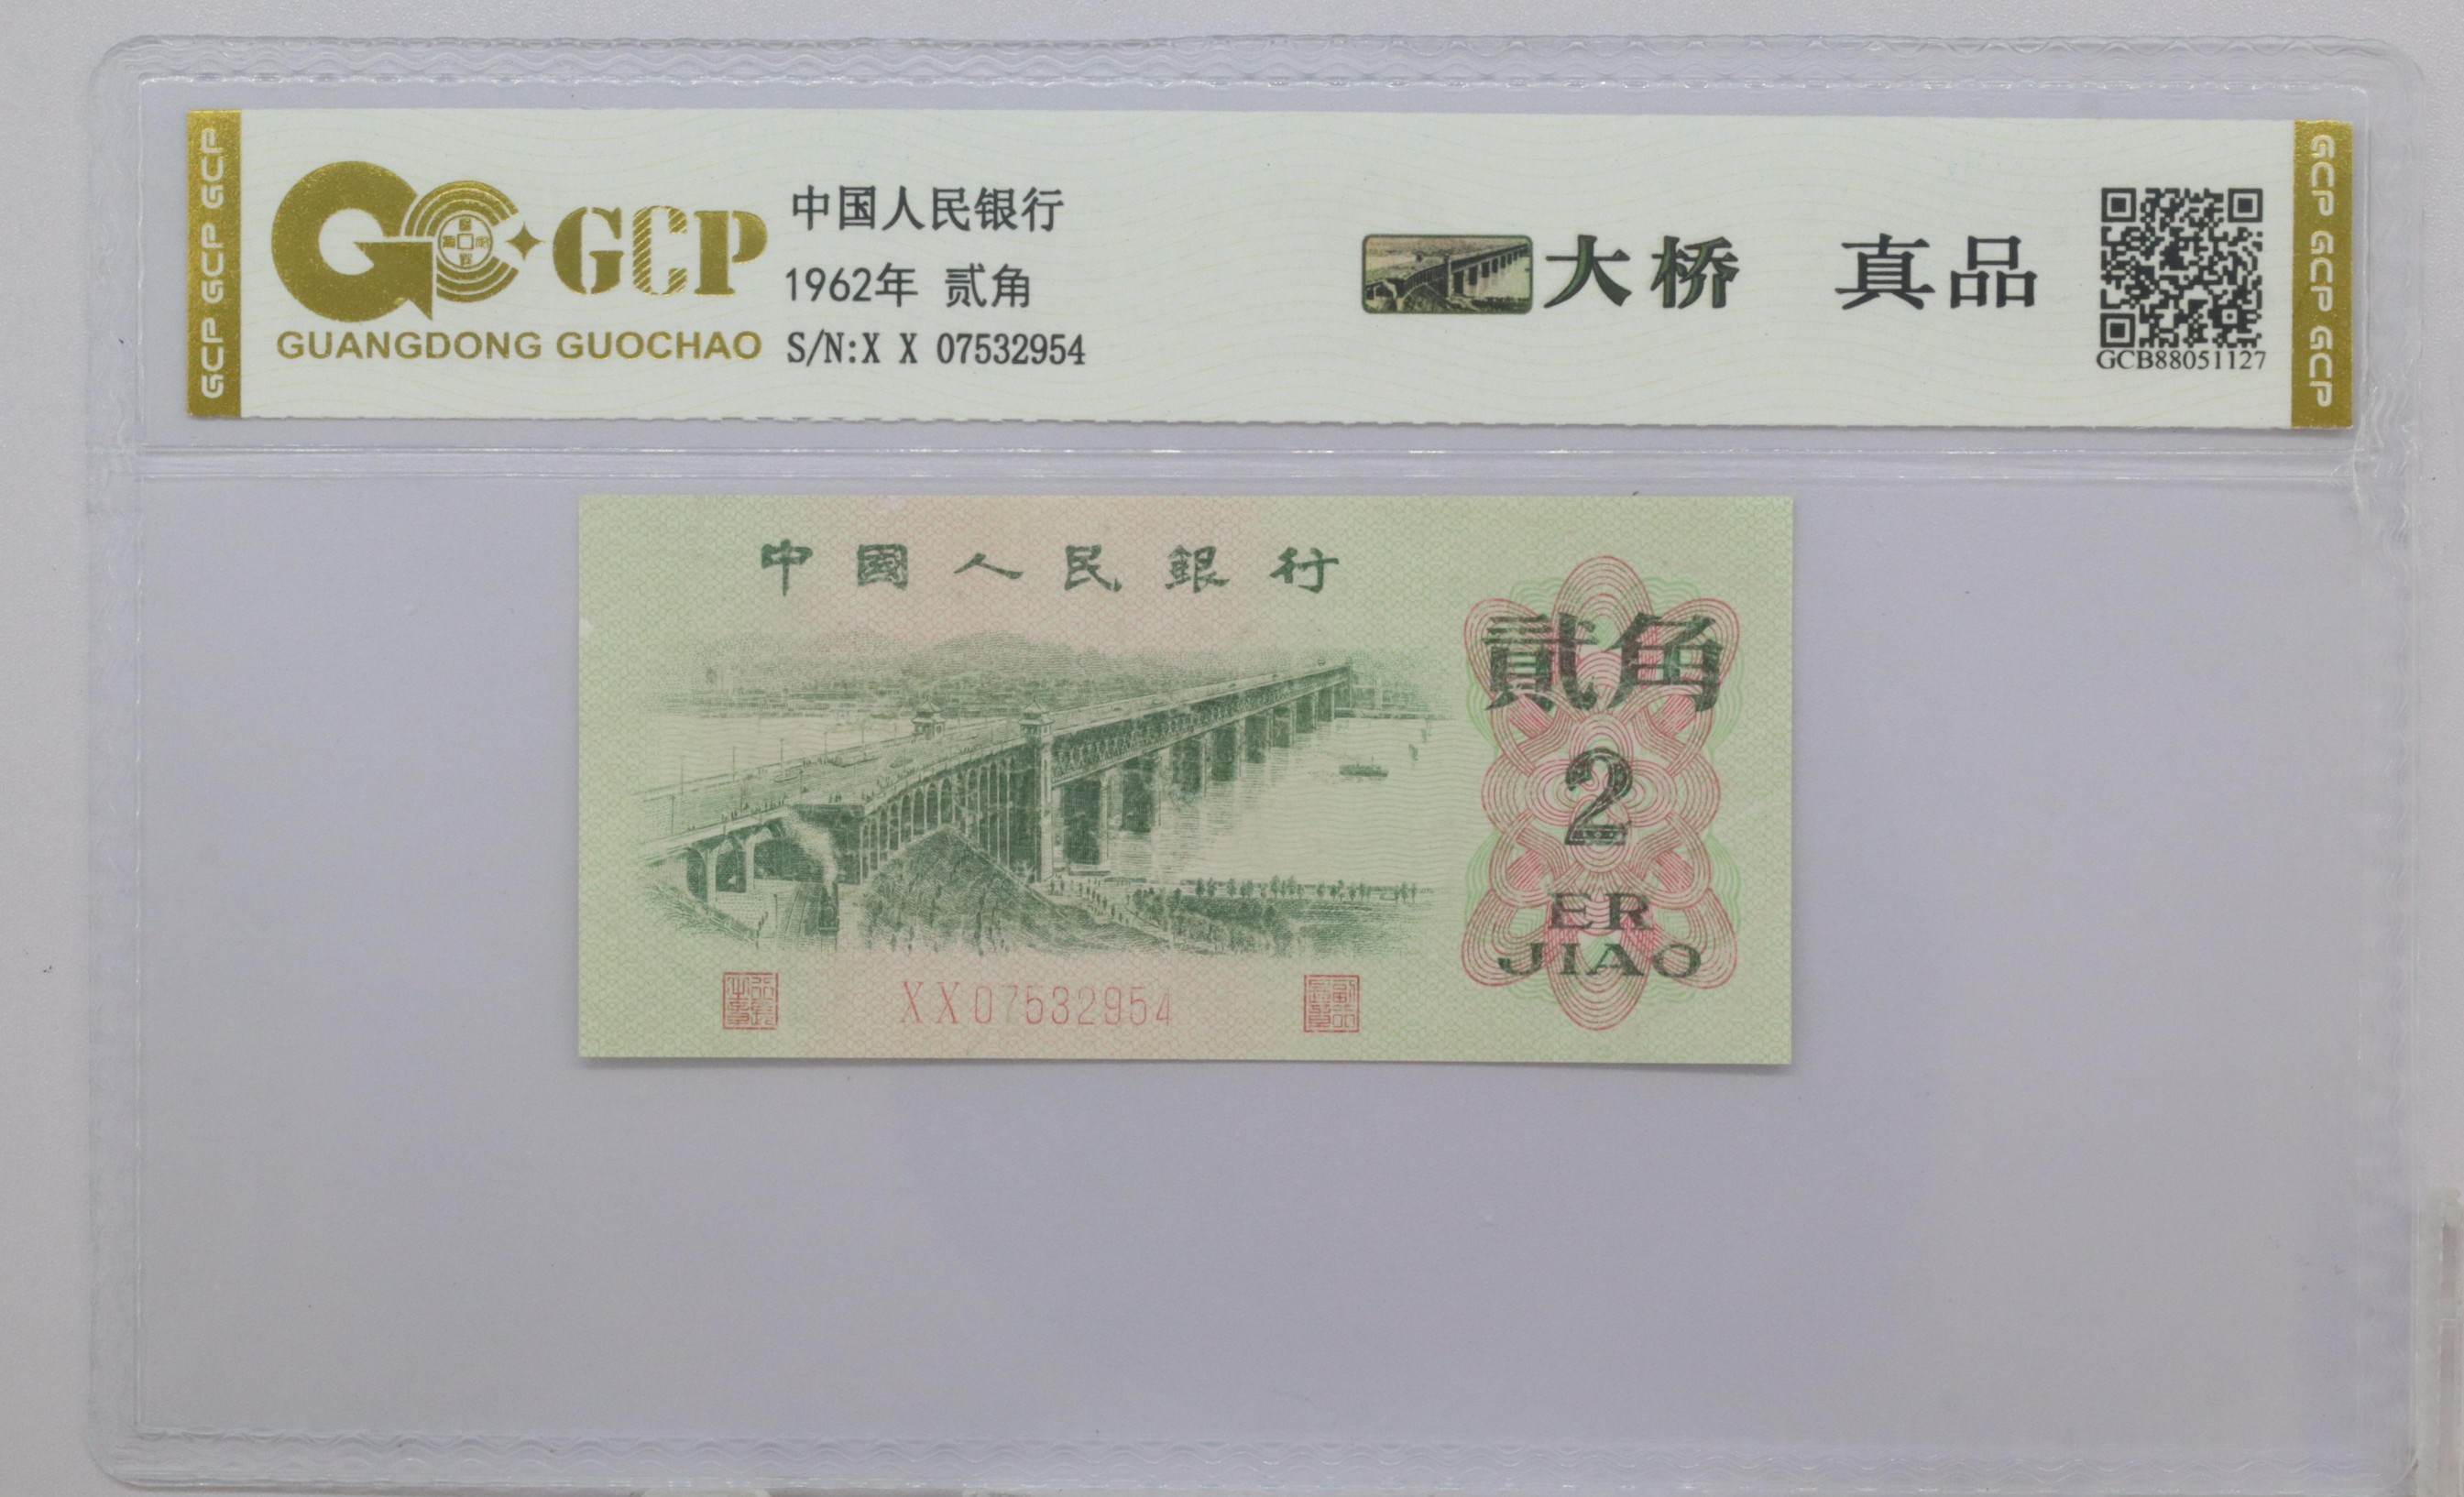 GCP GCP GCP
GCP
GUANGDONG GUOCHAO
中国人民银行
1962年 贰角
S/N:X X 07532954
大桥 真品
GCB88051127
GCP GCP GCP
中國人民銀行
貳角
2
ER
JIAO
XX07532954